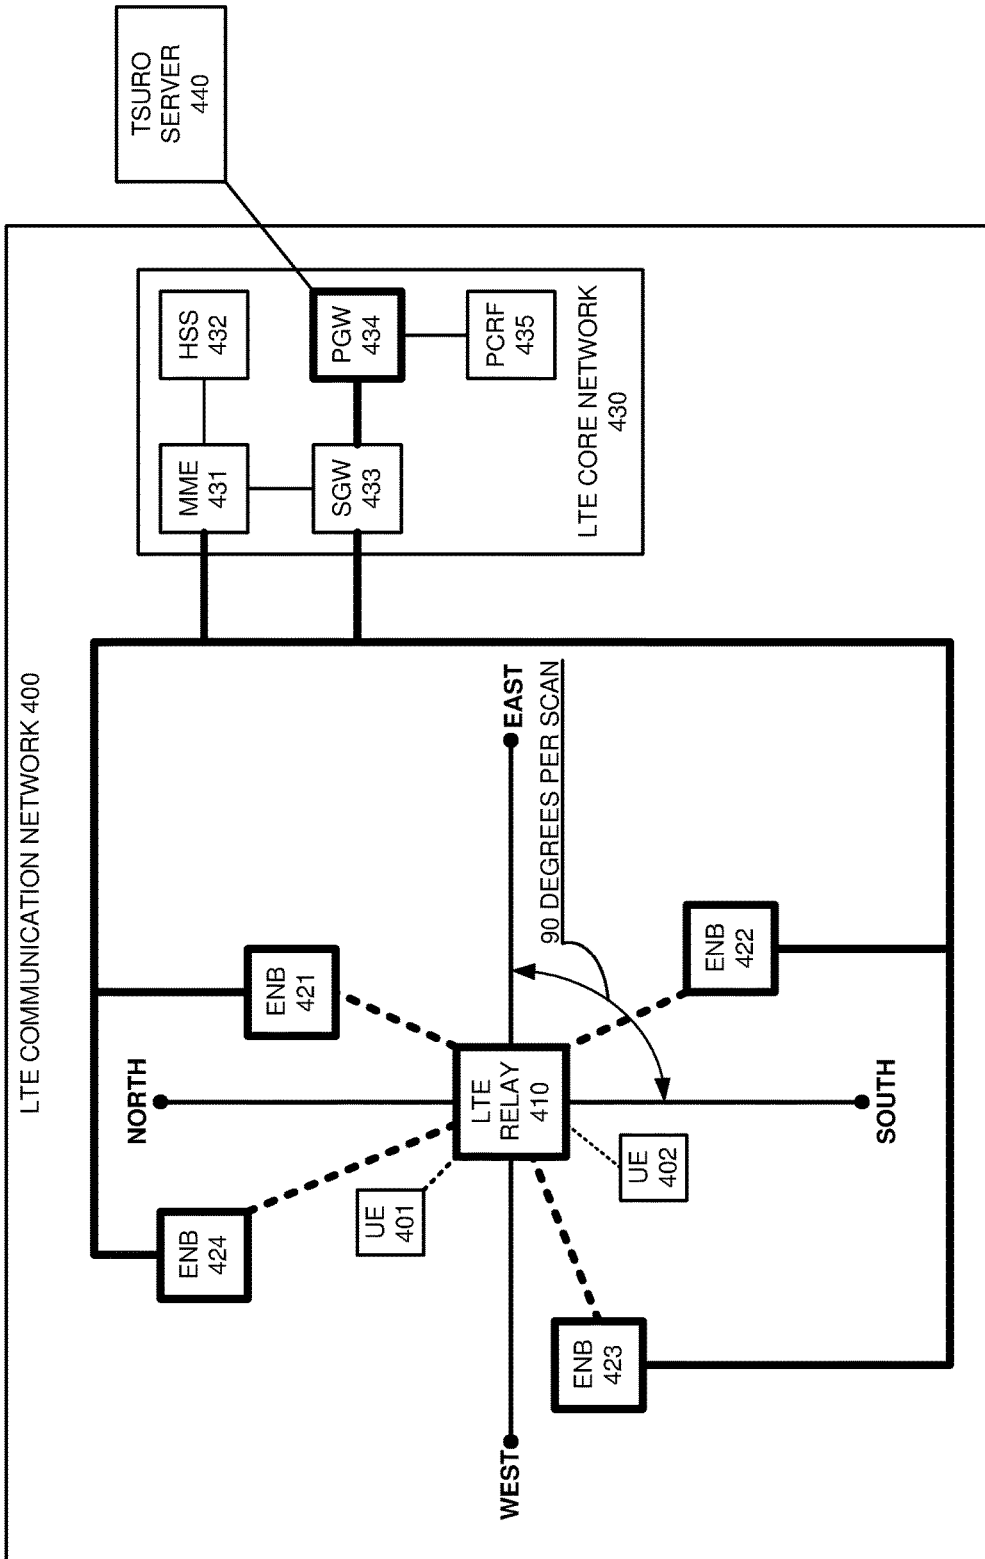 LTE COMMUNICATION NETWORK 400
TSURO
SERVER
440
NORTH
ENB
424
ENB
421
MME
431
HSS
432
UE
401
LTE
RELAY
410
SGW
433
PGW
434
WEST
EAST
90 DEGREES PER SCAN
PCRF
435
ENB
423
UE
402
ENB
422
LTE CORE NETWORK
430
SOUTH